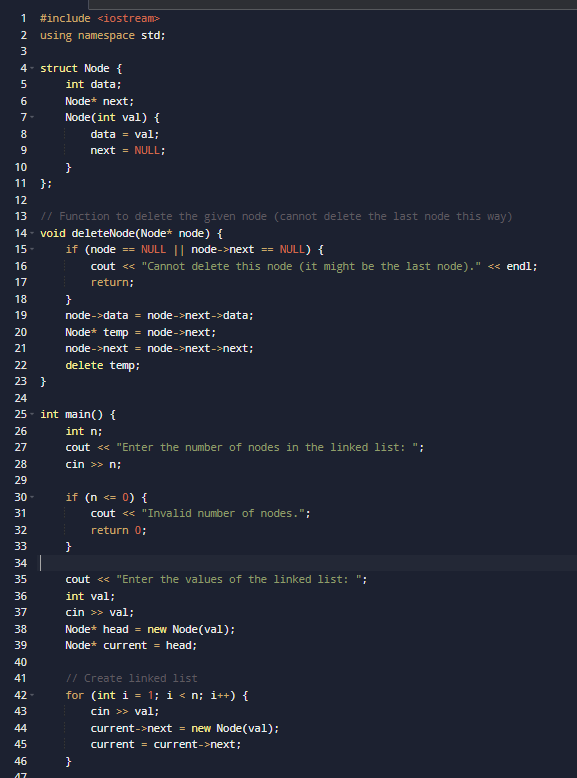 1 #include <iostream>
2 using namespace std;
3
4 struct Node {
5     int data;
6     Node* next;
7     Node(int val) {
8         data = val;
9         next = NULL;
10     }
11 };
12
13 // Function to delete the given node (cannot delete the last node this way)
14 void deleteNode(Node* node) {
15     if (node == NULL || node->next == NULL) {
16         cout << "Cannot delete this node (it might be the last node)." << endl;
17         return;
18     }
19     node->data = node->next->data;
20     Node* temp = node->next;
21     node->next = node->next->next;
22     delete temp;
23 }
24
25 int main() {
26     int n;
27     cout << "Enter the number of nodes in the linked list: ";
28     cin >> n;
29
30     if (n <= 0) {
31         cout << "Invalid number of nodes.";
32         return 0;
33     }
34
35     cout << "Enter the values of the linked list: ";
36     int val;
37     cin >> val;
38     Node* head = new Node(val);
39     Node* current = head;
40
41     // Create linked list
42     for (int i = 1; i < n; i++) {
43         cin >> val;
44         current->next = new Node(val);
45         current = current->next;
46     }
47